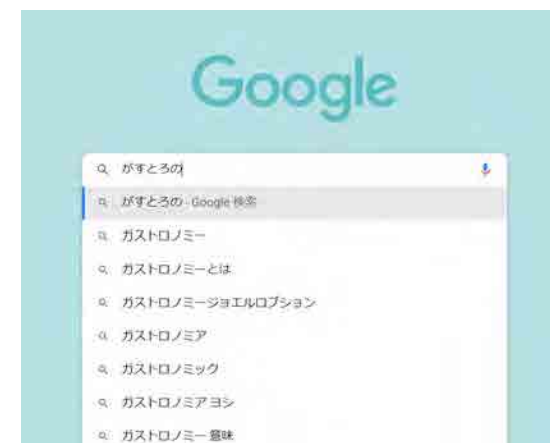 Google
がすとろの
がすとろの - Google 検索
ガストロノミー
ガストロノミーとは
ガストロノミージョエルロブション
ガストロノミア
ガストロノミック
ガストロノミア ヨシ
ガストロノミー 意味